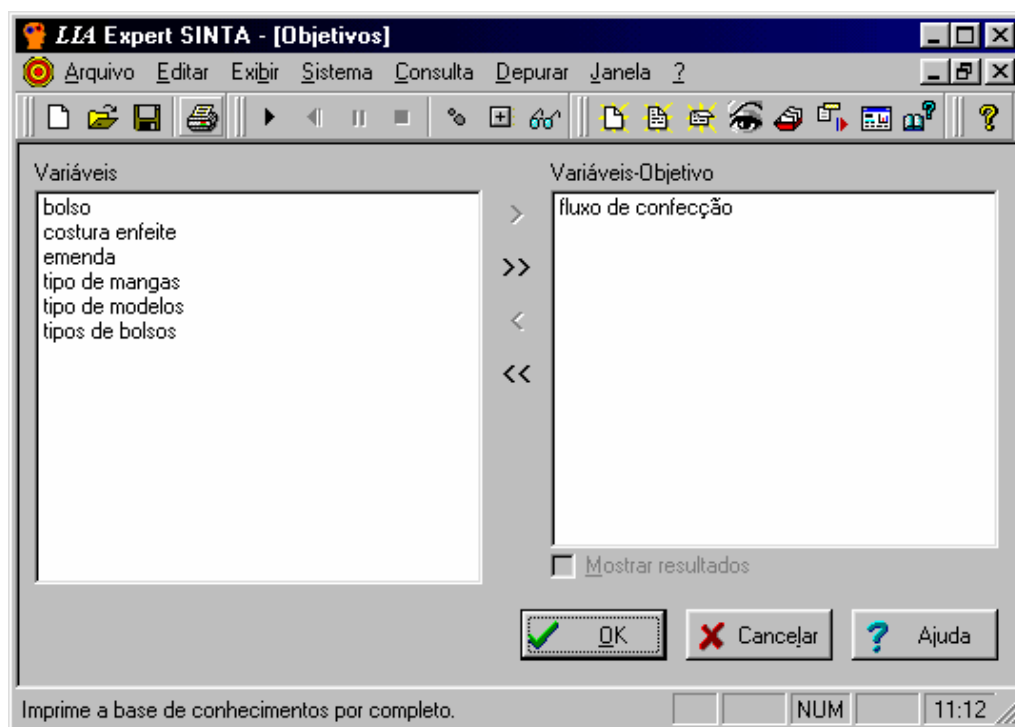 LIA Expert SINTA - [Objetivos]
Arquivo Editar Exibir Sistema Consulta Depurar Janela ?
Variáveis
bolso
costura enfeite
emenda
tipo de mangas
tipo de modelos
tipos de bolsos
>
>>
<
<<
Variáveis-Objetivo
fluxo de confecção
Mostrar resultados
OK Cancelar ? Ajuda
Imprime a base de conhecimentos por completo. NUM 11:12